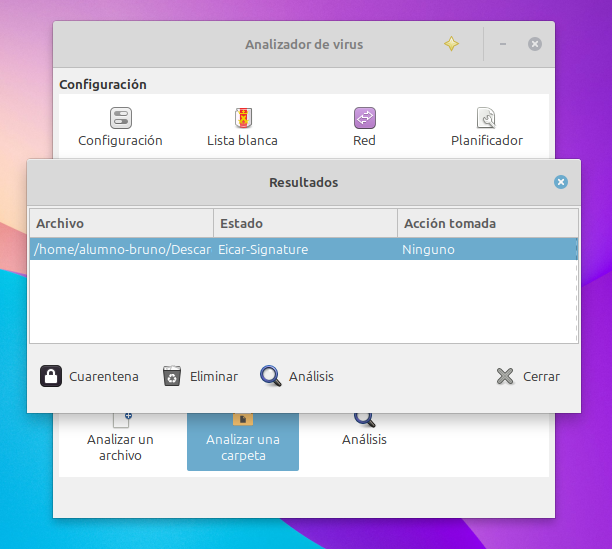 Analizador de virus
Configuración
Configuración Lista blanca Red Planificador
Resultados
Archivo Estado Acción tomada
/home/alumno-bruno/Descar Eicar-Signature Ninguno
Cuarentena Eliminar Análisis Cerrar
Analizar un Analizar una Análisis
archivo carpeta